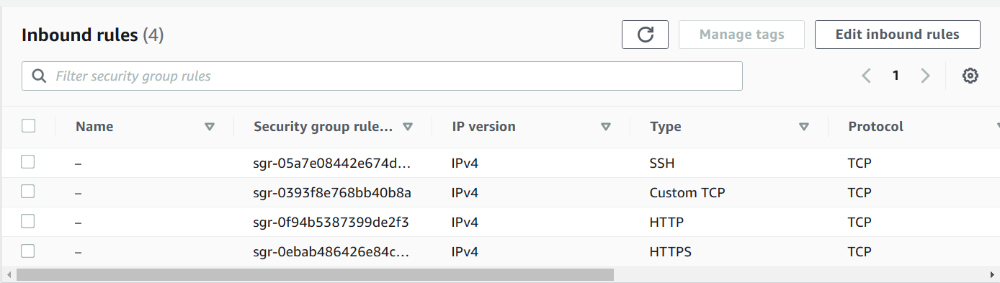 Inbound rules (4)
Manage tags
Edit inbound rules
Filter security group rules
1
Name Security group rule... IP version Type Protocol
– sgr-05a7e08442e674d... IPv4 SSH TCP
– sgr-0393f8e768bb40b8a IPv4 Custom TCP TCP
– sgr-0f94b5387399de2f3 IPv4 HTTP TCP
– sgr-0ebab486426e84c... IPv4 HTTPS TCP